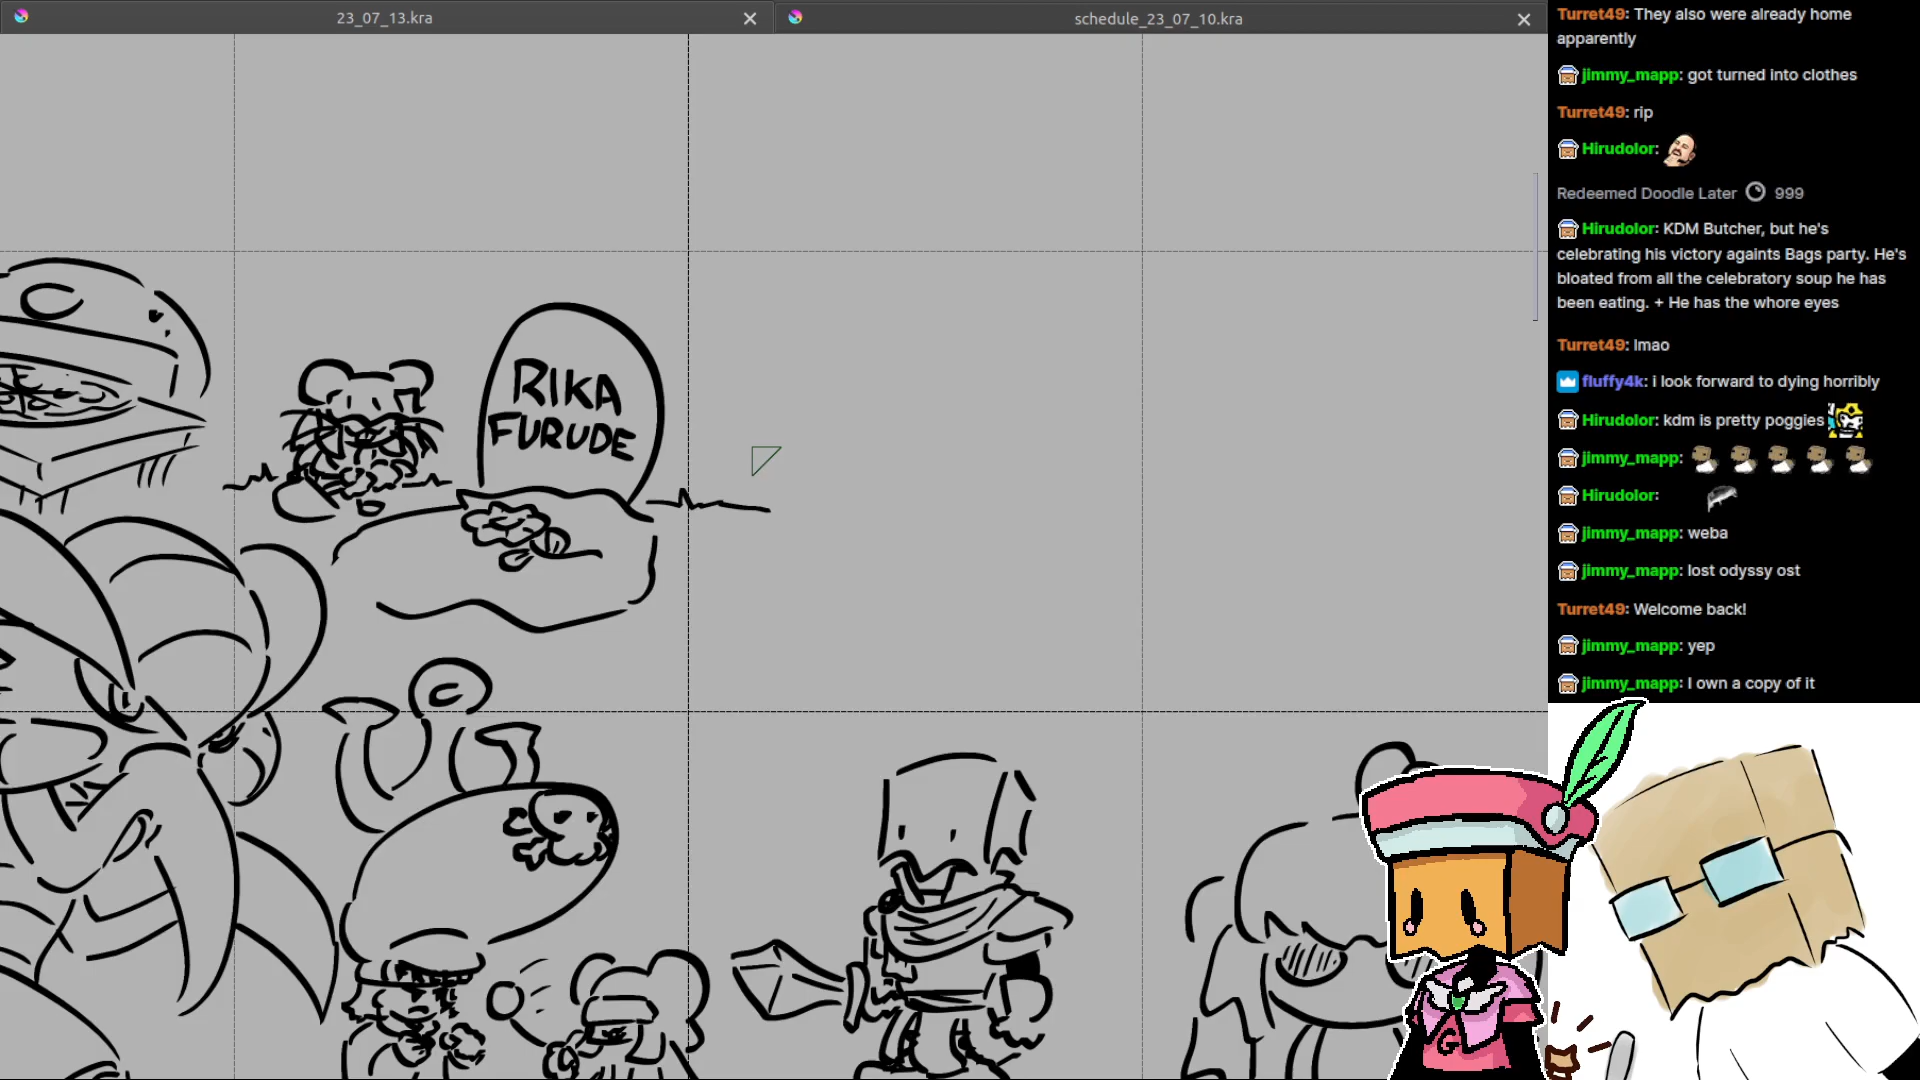 23_07_13.kra
schedule_23_07_10.kra
RIKA
FURUDE
Turret49: They also were already home
apparently
jimmy_mapp: got turned into clothes
Turret49: rip
Hirudolor:
Redeemed Doodle Later 999
Hirudolor: KDM Butcher, but he's
celebrating his victory againts Bags party. He's
bloated from all the celebratory soup he has
been eating. + He has the whore eyes
Turret49: lmao
fluffy4k: i look forward to dying horribly
Hirudolor: kdm is pretty poggies
jimmy_mapp:
Hirudolor:
jimmy_mapp: weba
jimmy_mapp: lost odyssy ost
Turret49: Welcome back!
jimmy_mapp: yep
jimmy_mapp: I own a copy of it
G